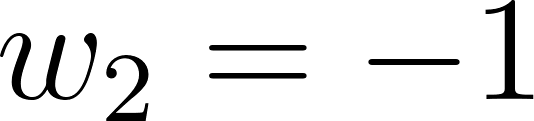 w₂ = −1